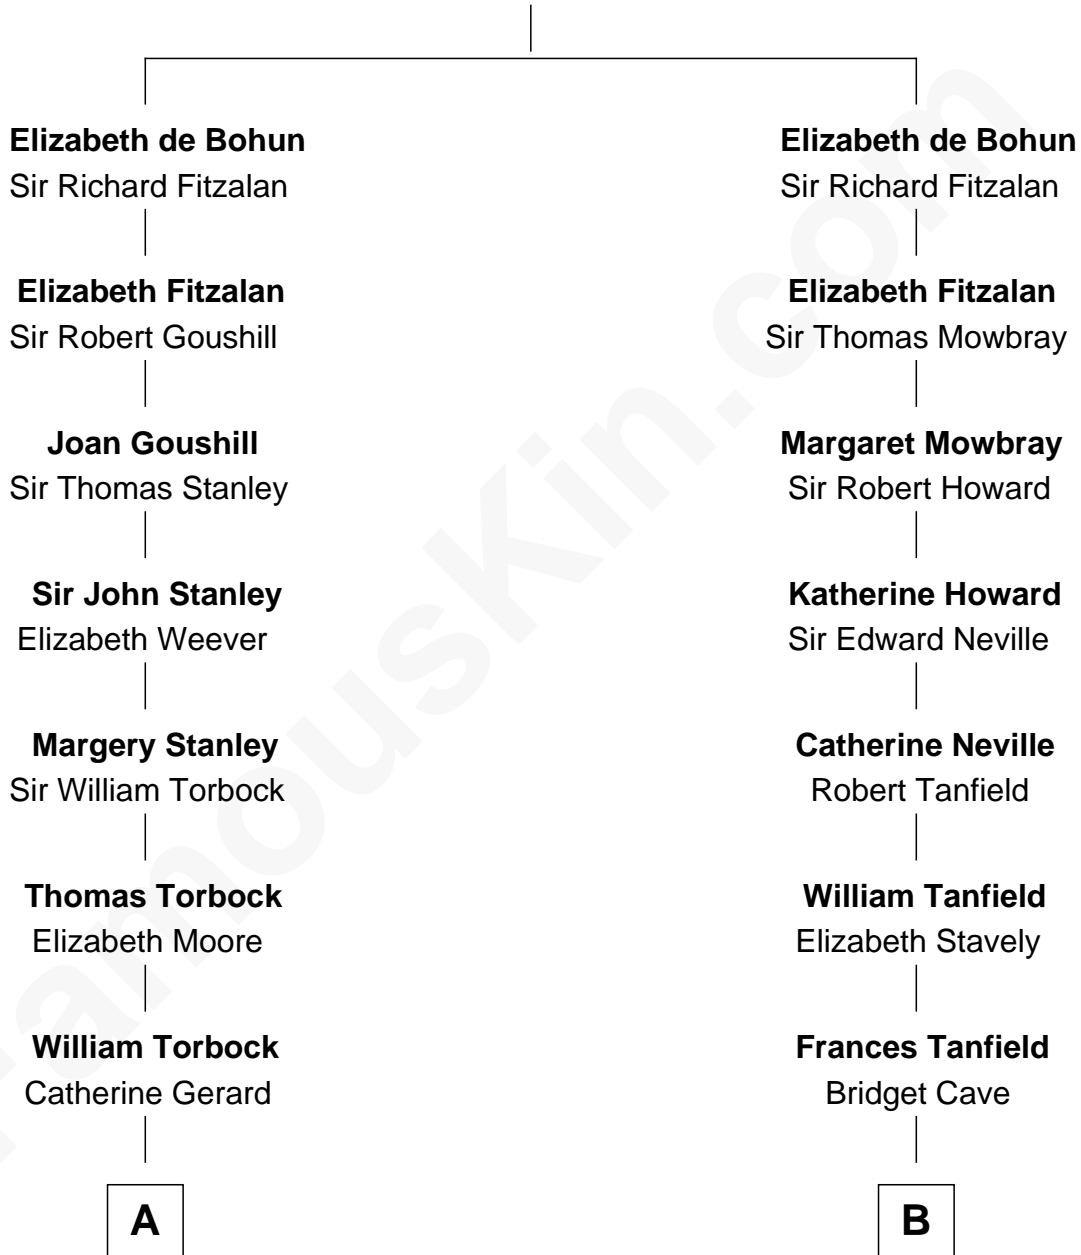 Elizabeth de Bohun
Sir Richard Fitzalan
Elizabeth Fitzalan
Sir Robert Goushill
Joan Goushill
Sir Thomas Stanley
Sir John Stanley
Elizabeth Weever
Margery Stanley
Sir William Torbock
Thomas Torbock
Elizabeth Moore
William Torbock
Catherine Gerard
A
Elizabeth de Bohun
Sir Richard Fitzalan
Elizabeth Fitzalan
Sir Thomas Mowbray
Margaret Mowbray
Sir Robert Howard
Katherine Howard
Sir Edward Neville
Catherine Neville
Robert Tanfield
William Tanfield
Elizabeth Stavely
Frances Tanfield
Bridget Cave
B
FamousKin.com